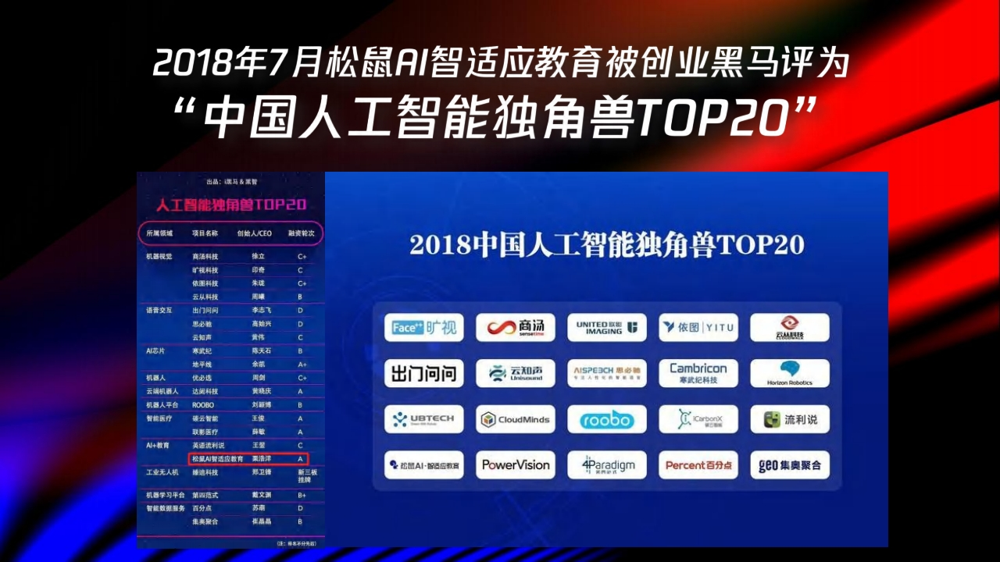 2018年7月松鼠AI智适应教育被创业黑马评为
“中国人工智能独角兽TOP20”
出品：i黑马 & 黑智
人工智能独角兽TOP20
所属领域 项目名称 创始人/CEO 融资轮次
机器视觉 商汤科技 徐立 C+
旷视科技 印奇 C
依图科技 朱珑 C+
云从科技 周曦 B
语音交互 出门问问 李志飞 D
思必驰 高始兴 D
云知声 黄伟 C
AI芯片 寒武纪 陈天石 B
地平线 余凯 A+
机器人 优必选 周剑 C+
云端机器人 达闼科技 黄晓庆 A
机器人平台 ROOBO 刘颖博 B
智能医疗 碳云智能 王俊 A
联影医疗 薛敏 A
AI+教育 英语流利说 王翌 C
松鼠AI智适应教育 栗浩洋 A
工业无人机 臻迪科技 郑卫锋 新三板
挂牌
机器学习平台 第四范式 戴文渊 B+
智能数据服务 百分点 苏萌 D
集奥聚合 崔晶晶 B
（注：排名不分先后）
2018中国人工智能独角兽TOP20
Face++ 旷视 商汤 sensetime UNITED 联影 IMAGING 依图 YITU 云从科技 CLOUDWALK
出门问问 云知声 Unisound AISPEECH 思必驰 Cambricon 寒武纪科技 Horizon Robotics
UBTECH CloudMinds roobo iCarbonX 碳云智能 流利说
松鼠AI·智适应教育 PowerVision 4Paradigm 第四范式 Percent百分点 geo 集奥聚合